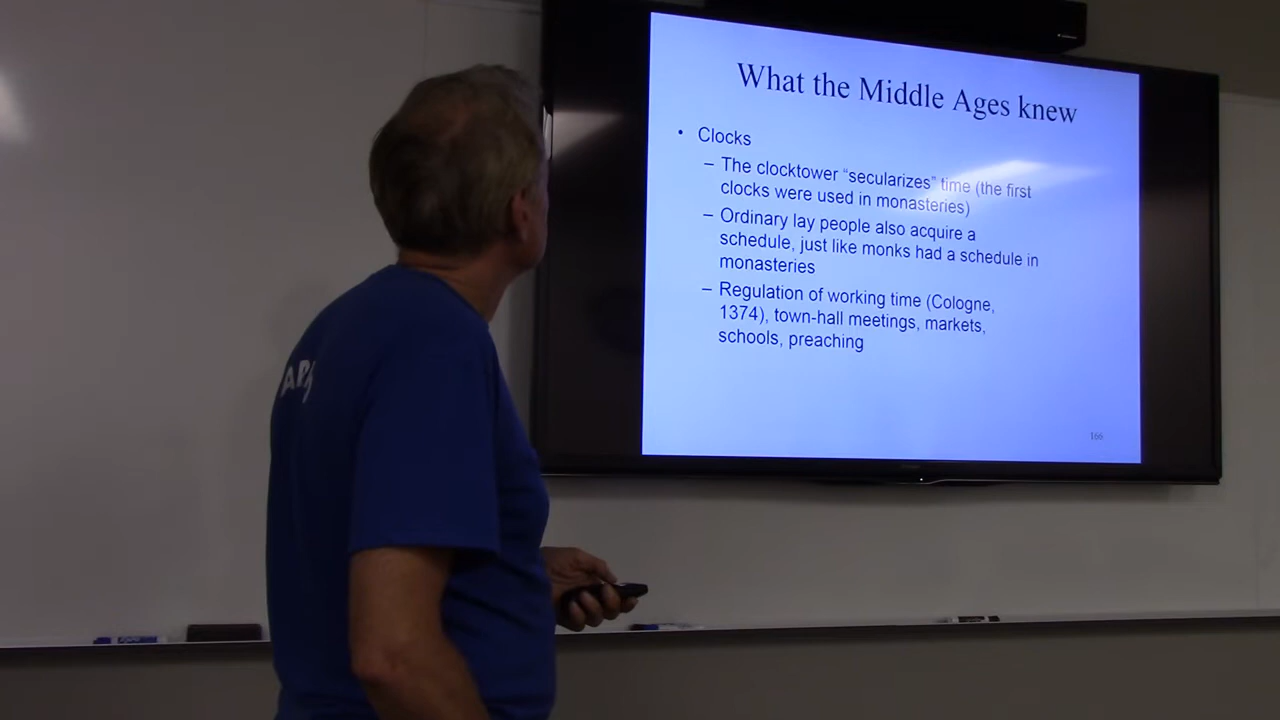 What the Middle Ages knew
• Clocks
– The clocktower “secularizes” time (the first
clocks were used in monasteries)
– Ordinary lay people also acquire a
schedule, just like monks had a schedule in
monasteries
– Regulation of working time (Cologne,
1374), town-hall meetings, markets,
schools, preaching
166